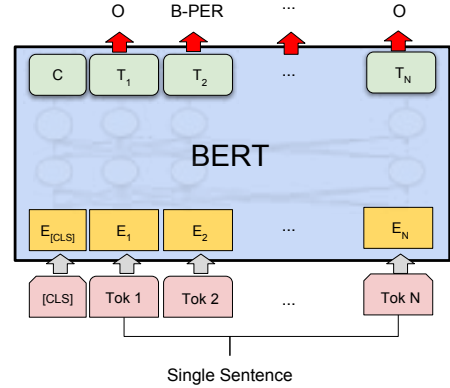 O B-PER ... O
C T1 T2 ... TN
BERT
E[CLS] E1 E2 ... EN
[CLS] Tok 1 Tok 2 ... Tok N
Single Sentence